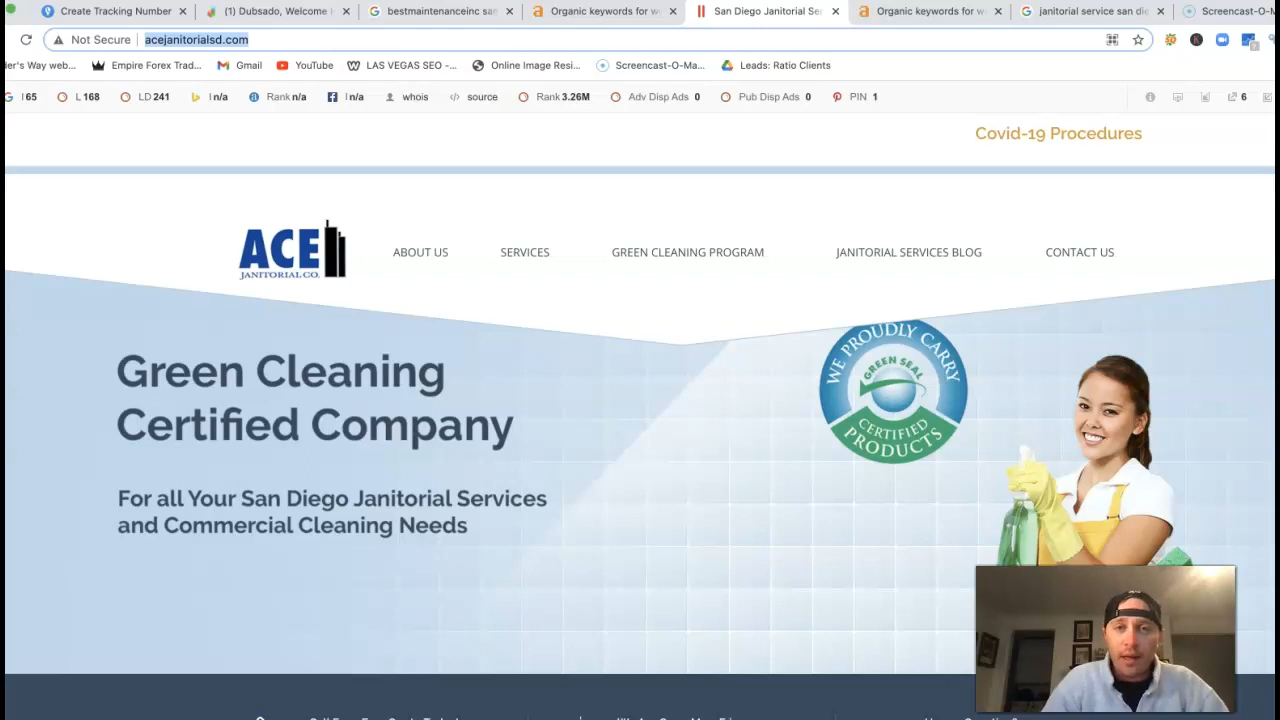 Create Tracking Number
(1) Dubsado, Welcome
bestmaintenanceinc sa
Organic keywords for w
San Diego Janitorial Ser
Organic keywords for w
janitorial service san die
Screencast-O-M
Not Secure
acejanitorialsd.com
der's Way web...
Empire Forex Trad...
Gmail
YouTube
LAS VEGAS SEO -...
Online Image Resi...
Screencast-O-Ma...
Leads: Ratio Clients
I 65
L 168
LD 241
I n/a
Rank n/a
I n/a
whois
source
Rank 3.26M
Adv Disp Ads 0
Pub Disp Ads 0
PIN 1
6
Covid-19 Procedures
ACE
JANITORIAL CO.
ABOUT US
SERVICES
GREEN CLEANING PROGRAM
JANITORIAL SERVICES BLOG
CONTACT US
WE PROUDLY CARRY
GREEN SEAL
CERTIFIED
PRODUCTS
Green Cleaning
Certified Company
For all Your San Diego Janitorial Services
and Commercial Cleaning Needs